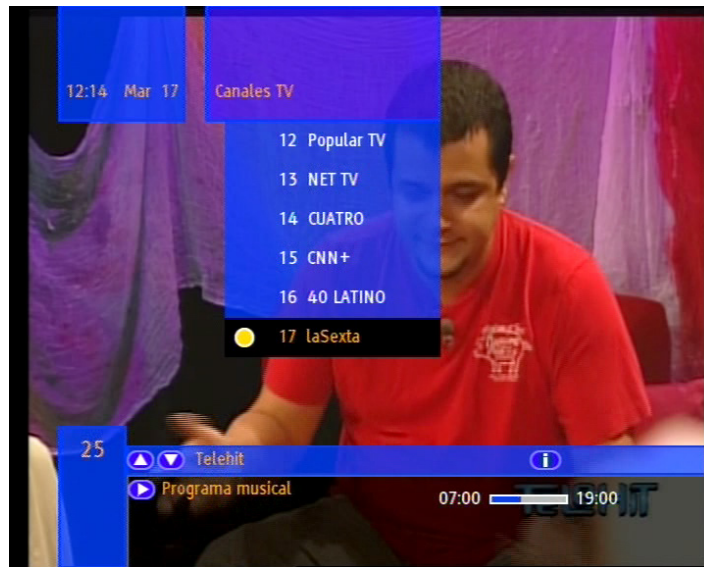 12:14 Mar 17 Canales TV
12 Popular TV
13 NET TV
14 CUATRO
15 CNN+
16 40 LATINO
17 laSexta
25
Telehit
i
Programa musical
07:00 19:00
TELEHIT